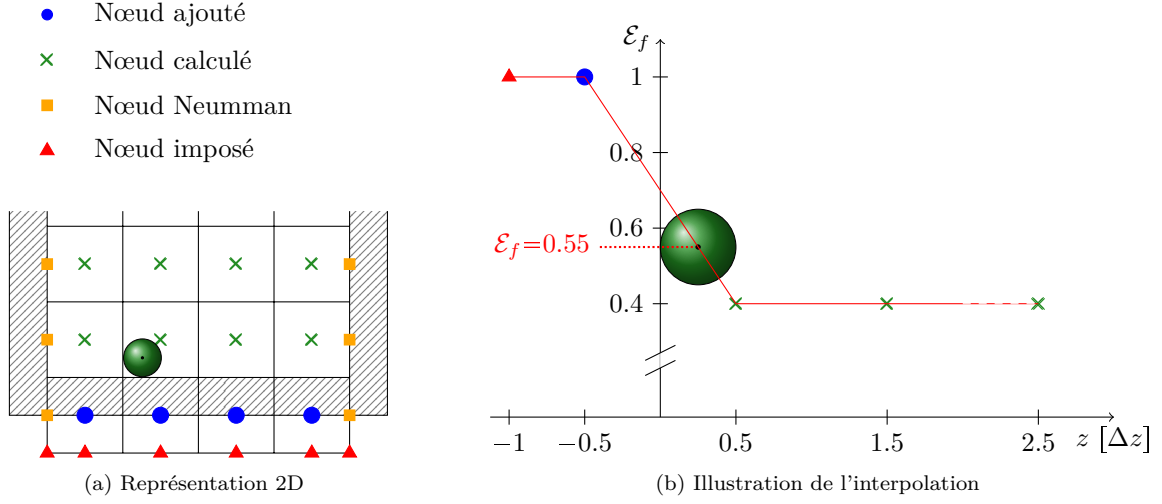 Nœud ajouté
Nœud calculé
Nœud Neumman
Nœud imposé
(a) Représentation 2D
ℰ_f
1
0.8
0.6
ℰ_f=0.55
0.4
−1
−0.5
0.5
1.5
2.5
z [Δz]
(b) Illustration de l'interpolation